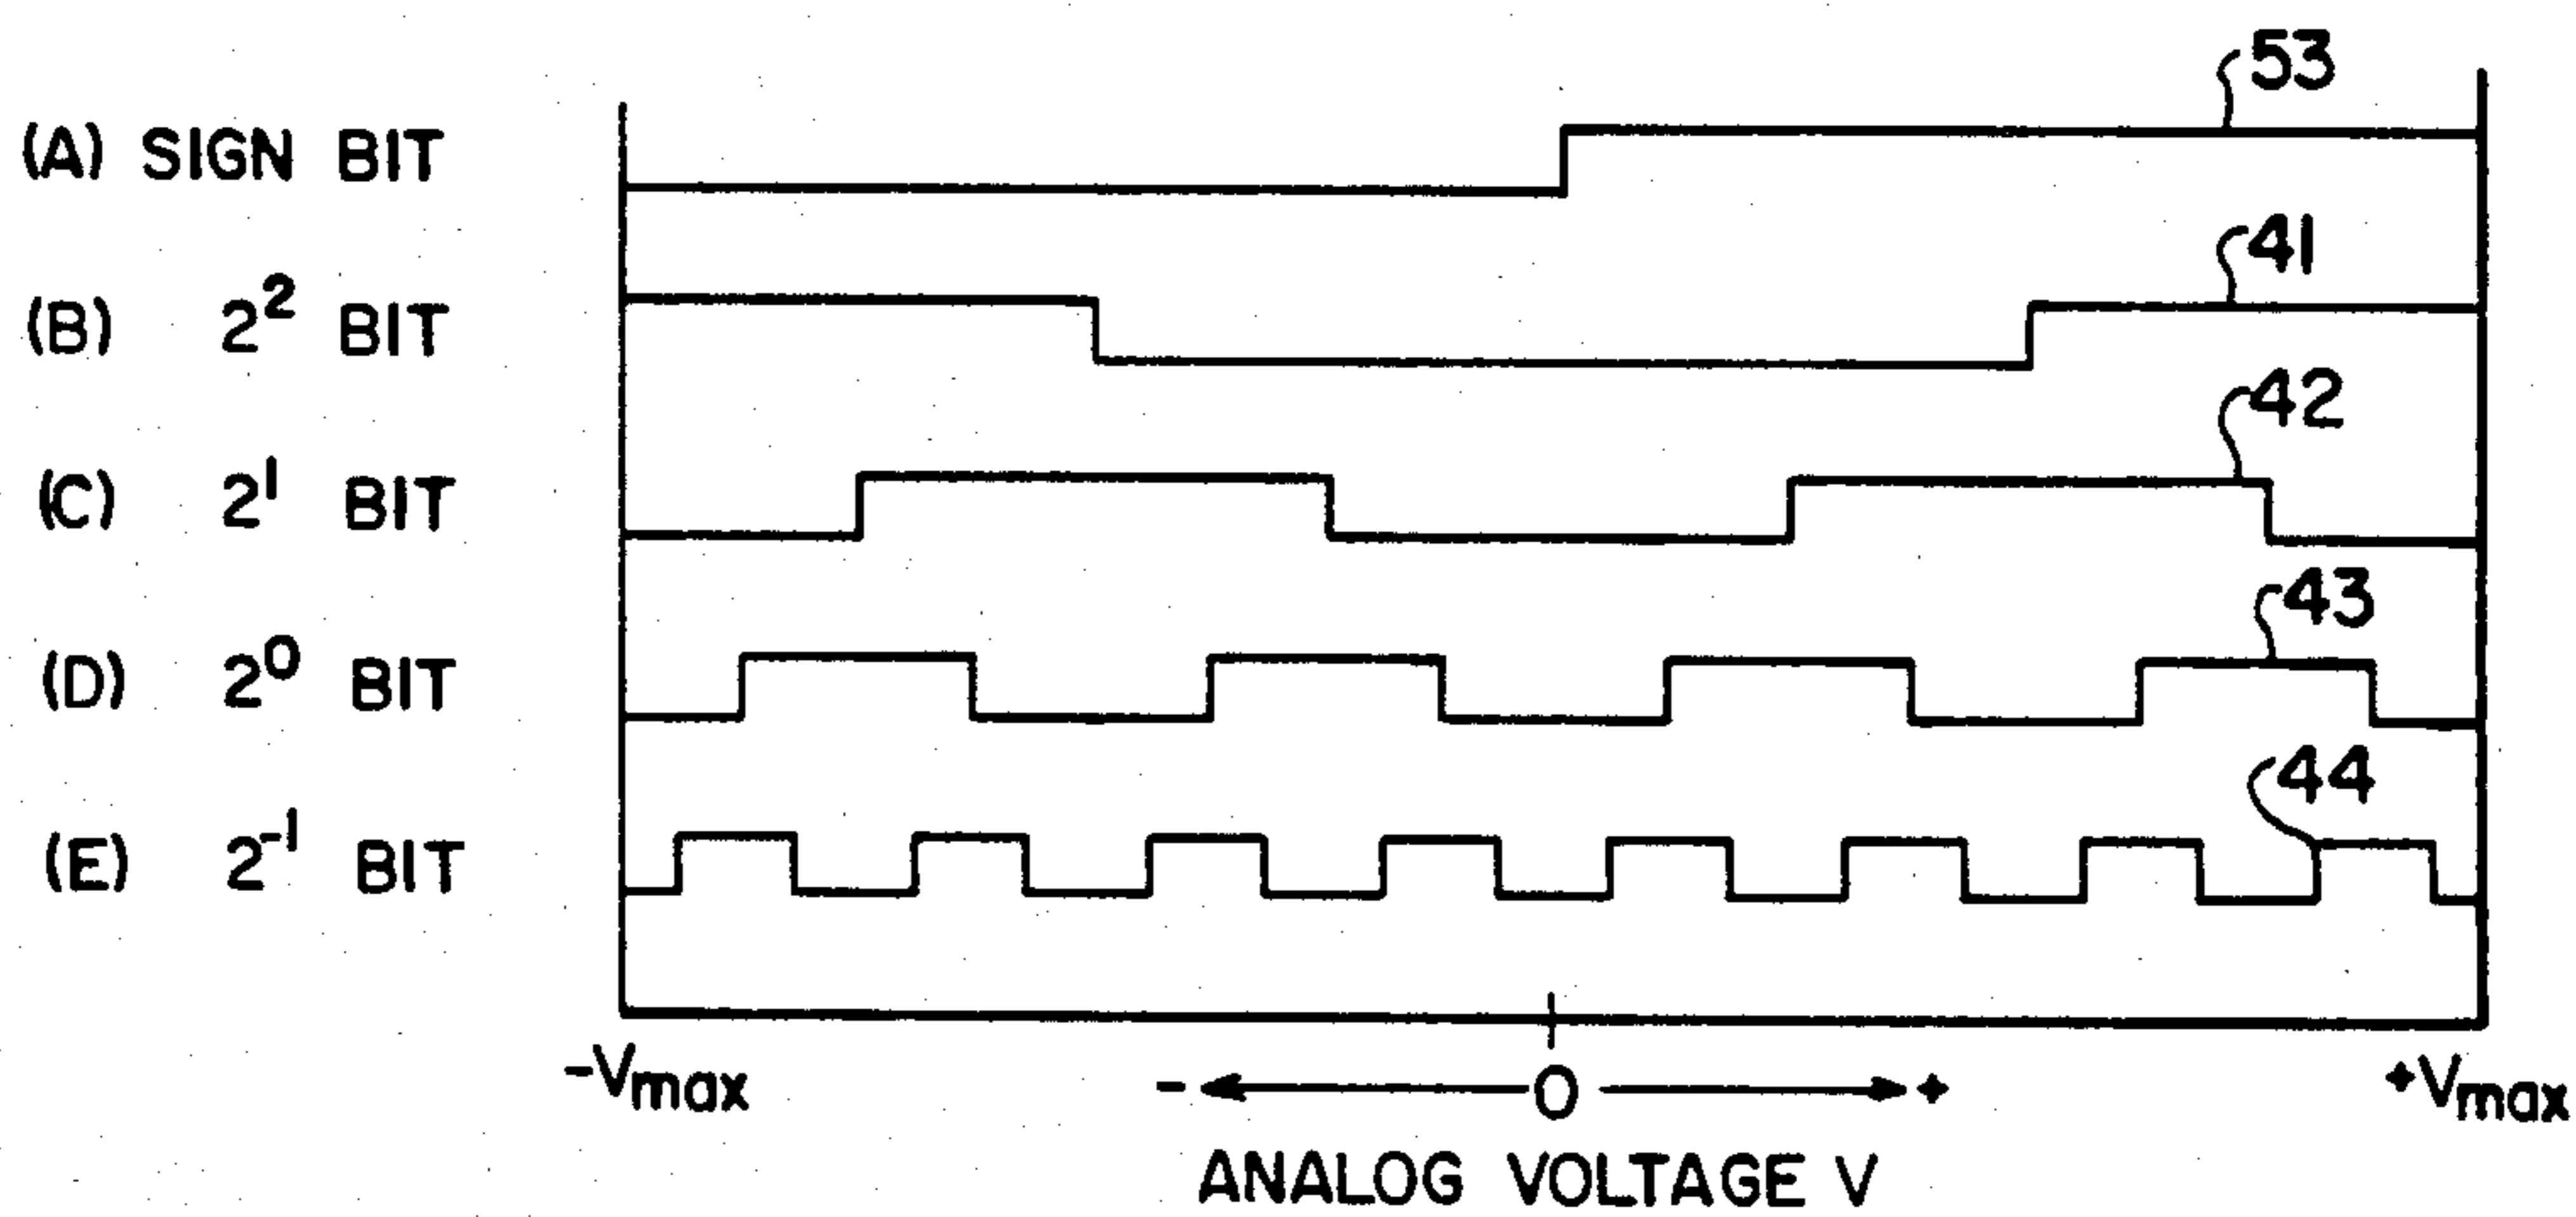 53
(A) SIGN BIT
41
(B) 2² BIT
42
(C) 2¹ BIT
43
(D) 2⁰ BIT
44
(E) 2⁻¹ BIT
-Vmax - 0 + +Vmax
ANALOG VOLTAGE V